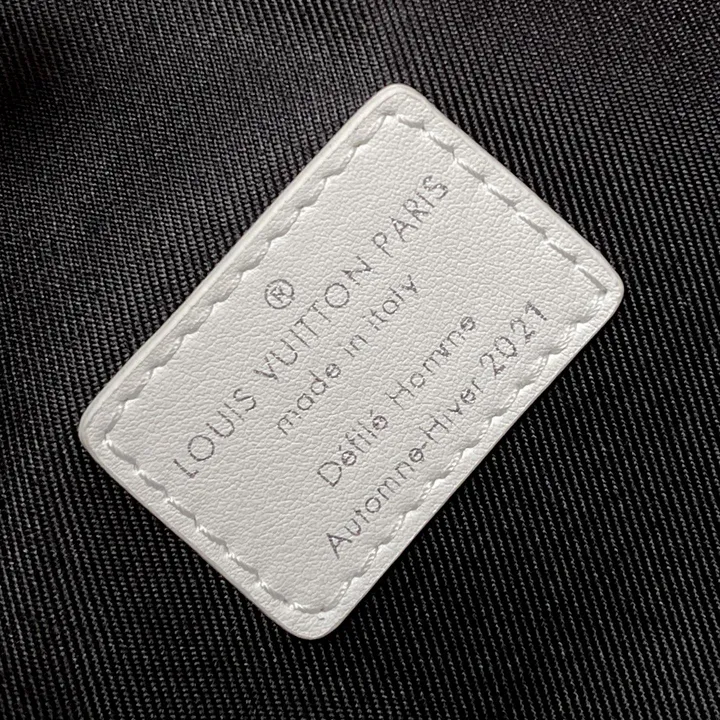 ®
LOUIS VUITTON PARIS
made in italy
Défilé Homme
Automne-Hiver 2021